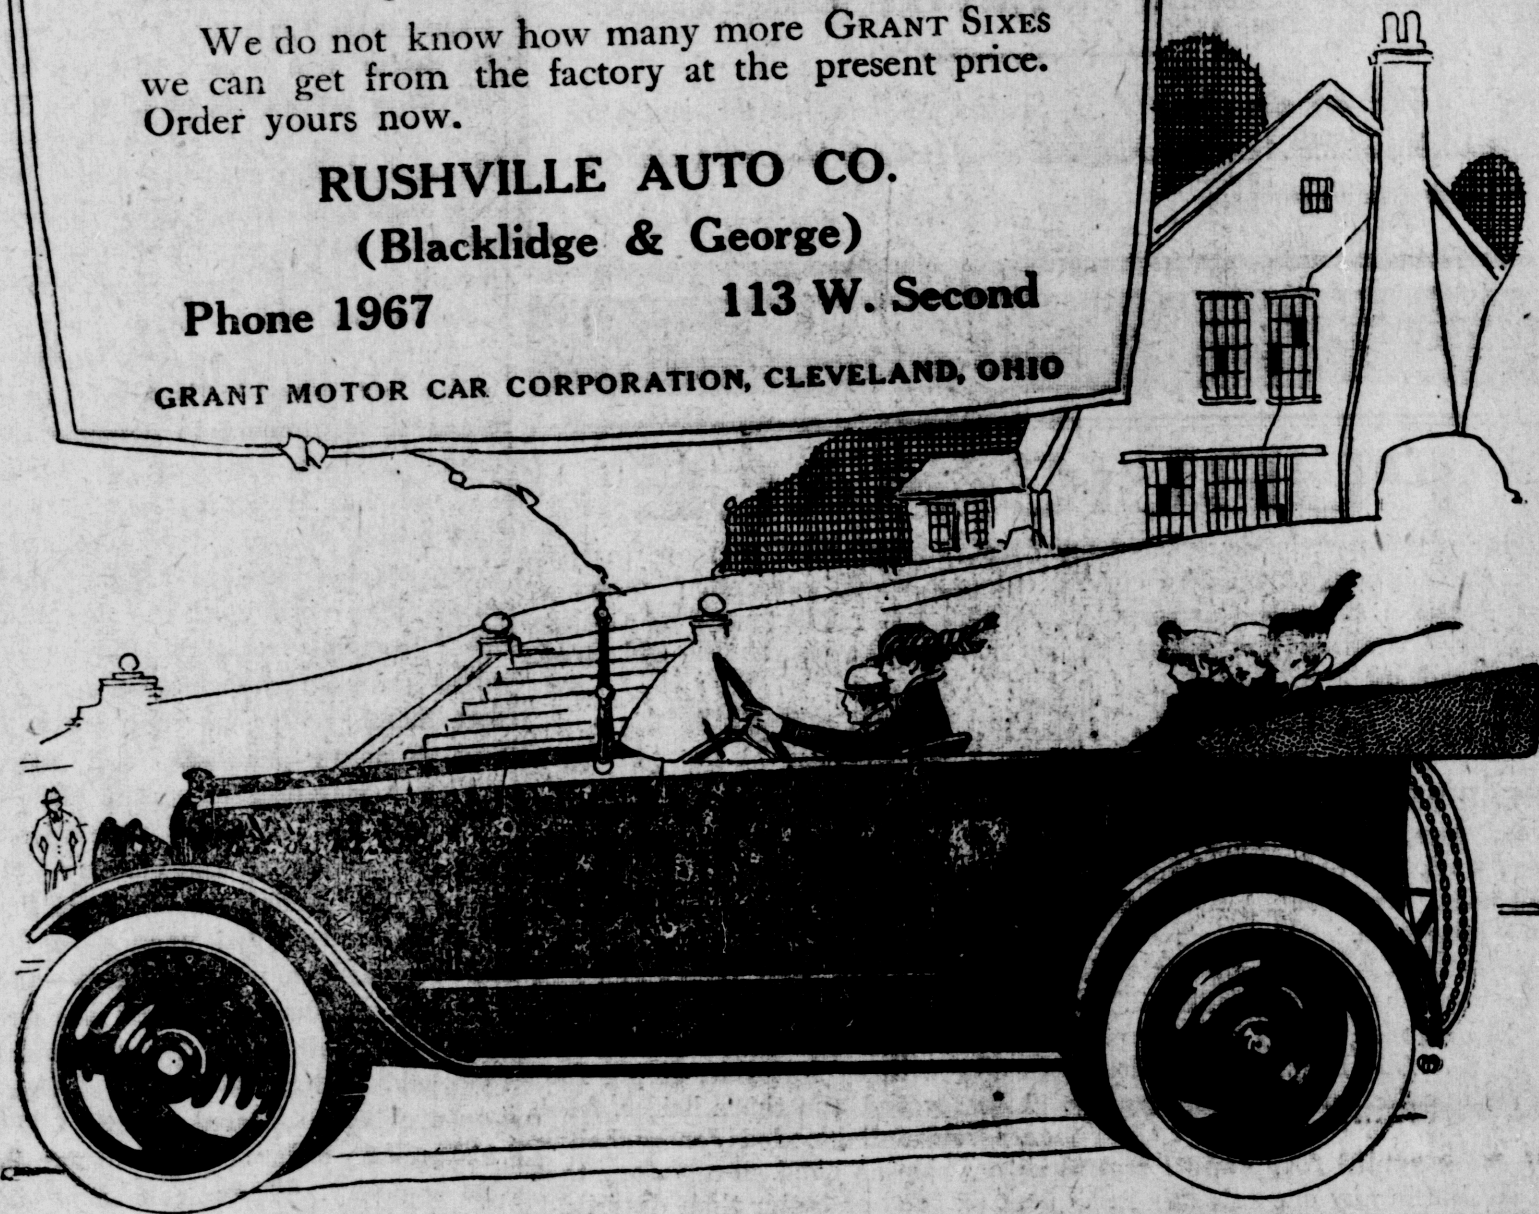 We do not know how many more GRANT SIXES
we can get from the factory at the present price.
Order yours now.
RUSHVILLE AUTO CO.
(Blacklidge & George)
Phone 1967 113 W. Second
GRANT MOTOR CAR CORPORATION, CLEVELAND, OHIO